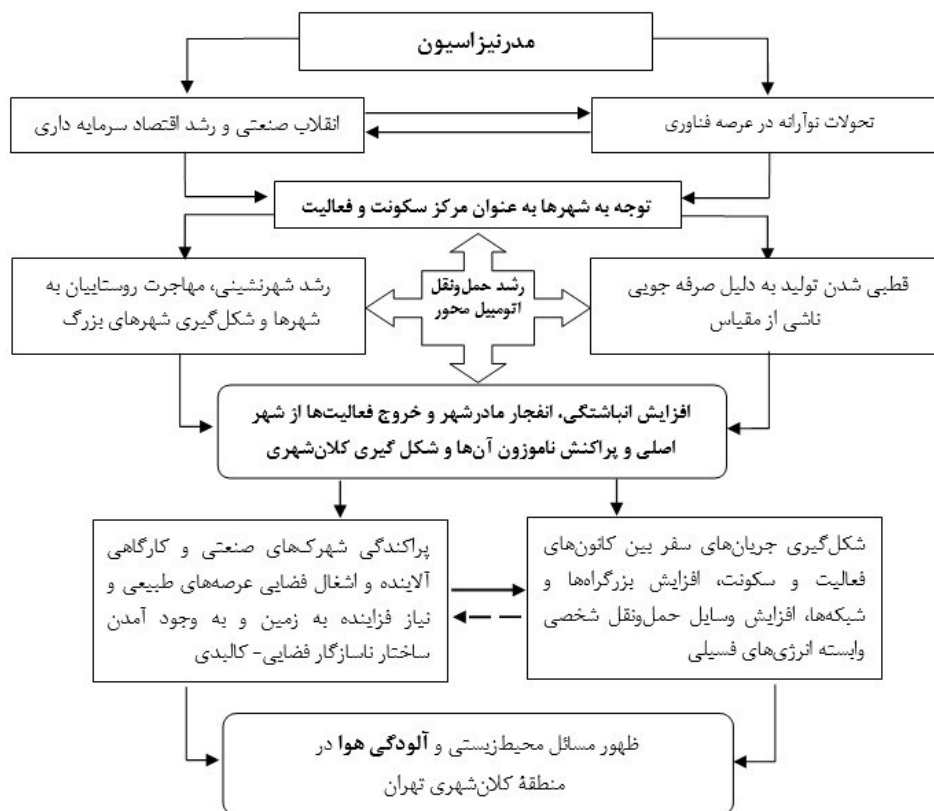 مدرنیزاسیون
تحولات نوآرانه در عرصه فناوری
انقلاب صنعتی و رشد اقتصاد سرمایه داری
توجه به شهرها به عنوان مرکز سکونت و فعالیت
قطبی شدن تولید به دلیل صرفه جویی
ناشی از مقیاس
رشد حمل‌ونقل
اتومبیل محور
رشد شهرنشینی، مهاجرت روستاییان به
شهرها و شکل‌گیری شهرهای بزرگ
افزایش انباشتگی، انفجار مادرشهر و خروج فعالیت‌ها از شهر
اصلی و پراکنش ناموزون آن‌ها و شکل گیری کلان‌شهری
شکل‌گیری جریان‌های سفر بین کانون‌های
فعالیت و سکونت، افزایش بزرگراه‌ها و
شبکه‌ها، افزایش وسایل حمل‌ونقل شخصی
وابسته انرژی‌های فسیلی
پراکندگی شهرک‌های صنعتی و کارگاهی
آلاینده و اشغال فضایی عرصه‌های طبیعی و
نیاز فزاینده به زمین و به وجود آمدن
ساختار ناسازگار فضایی- کالبدی
ظهور مسائل محیط‌زیستی و آلودگی هوا در
منطقهٔ کلان‌شهری تهران